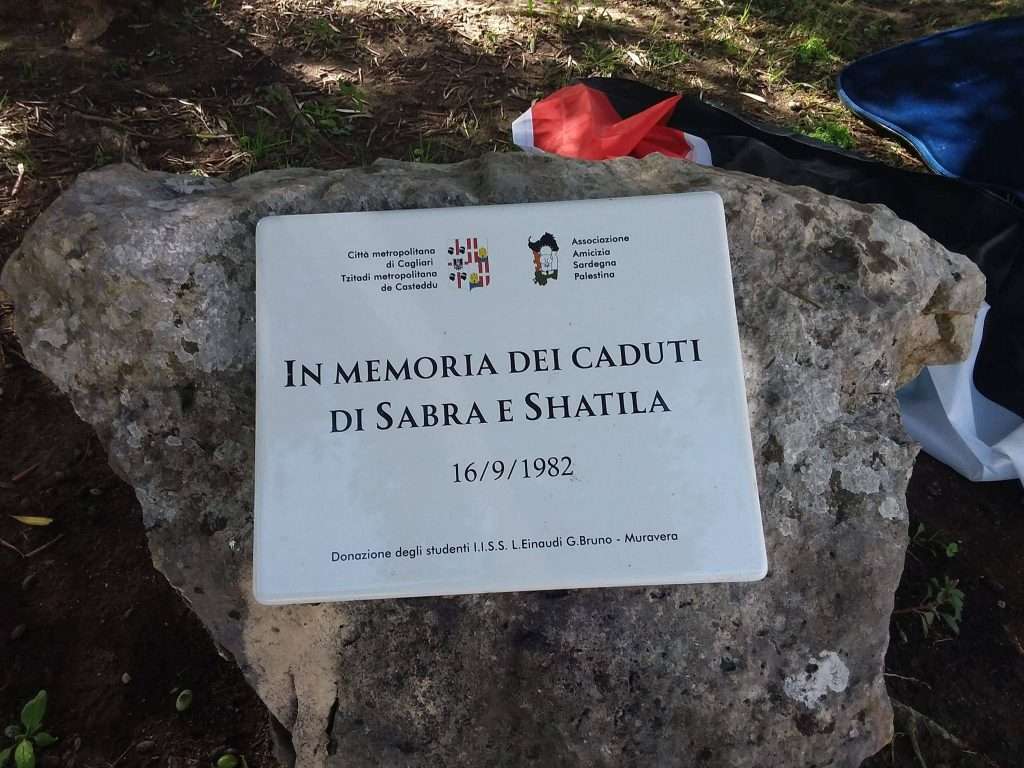 Città metropolitana
di Cagliari
Tzitadi metropolitana
de Casteddu
Associazione
Amicizia
Sardegna
Palestina
In memoria dei caduti
di Sabra e Shatila
16/9/1982
Donazione degli studenti I.I.S.S. L.Einaudi G.Bruno - Muravera